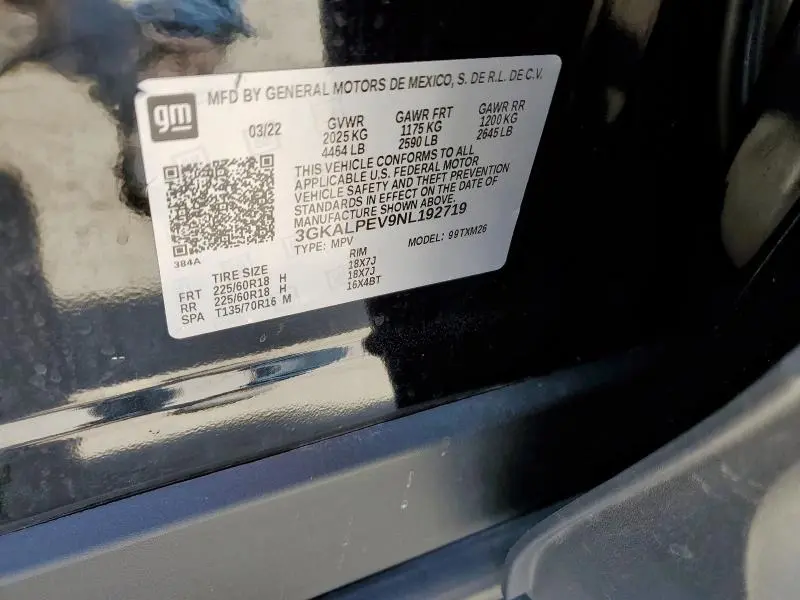 gm
MFD BY GENERAL MOTORS DE MEXICO, S. DE R.L. DE C.V.
03/22 GVWR GAWR FRT GAWR RR
2025 KG 1175 KG 1200 KG
4464 LB 2590 LB 2645 LB
THIS VEHICLE CONFORMS TO ALL
APPLICABLE U.S. FEDERAL MOTOR
VEHICLE SAFETY AND THEFT PREVENTION
STANDARDS IN EFFECT ON THE DATE OF
MANUFACTURE SHOWN ABOVE.
3GKALPEV9NL192719
TYPE: MPV MODEL: 99TXM26
384A
TIRE SIZE RIM
FRT 225/60R18 H 18X7J
RR 225/60R18 H 18X7J
SPA T135/70R16 M 16X4BT